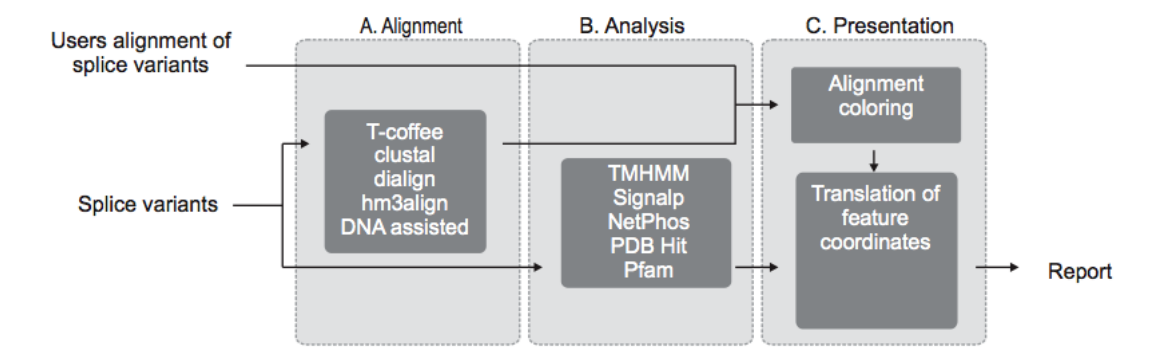 A. Alignment
B. Analysis
C. Presentation
Users alignment of
splice variants
Alignment
coloring
T-coffee
clustal
dialign
hm3align
DNA assisted
TMHMM
Signalp
NetPhos
PDB Hit
Pfam
Translation of
feature
coordinates
Splice variants
Report